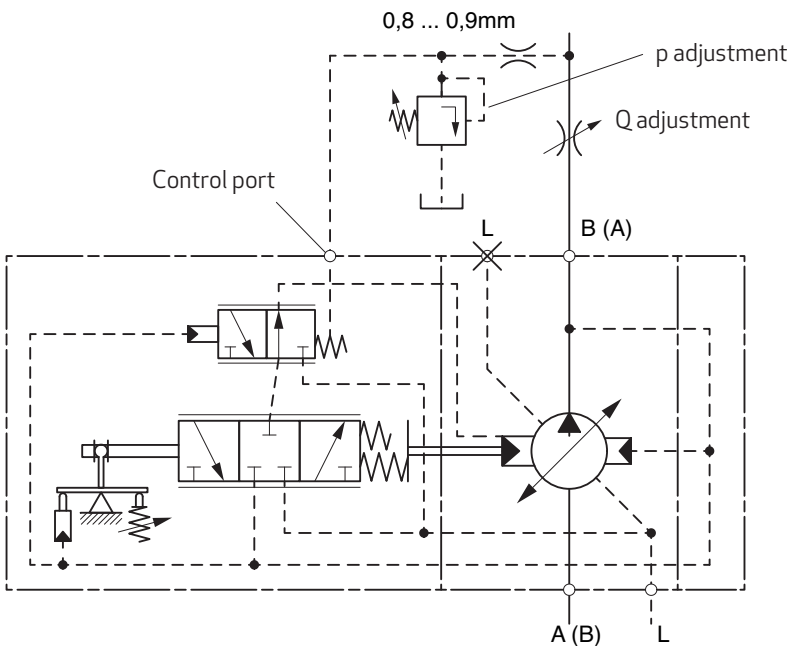 0,8 ... 0,9mm
p adjustment
Q adjustment
Control port
L
B (A)
A (B)
L